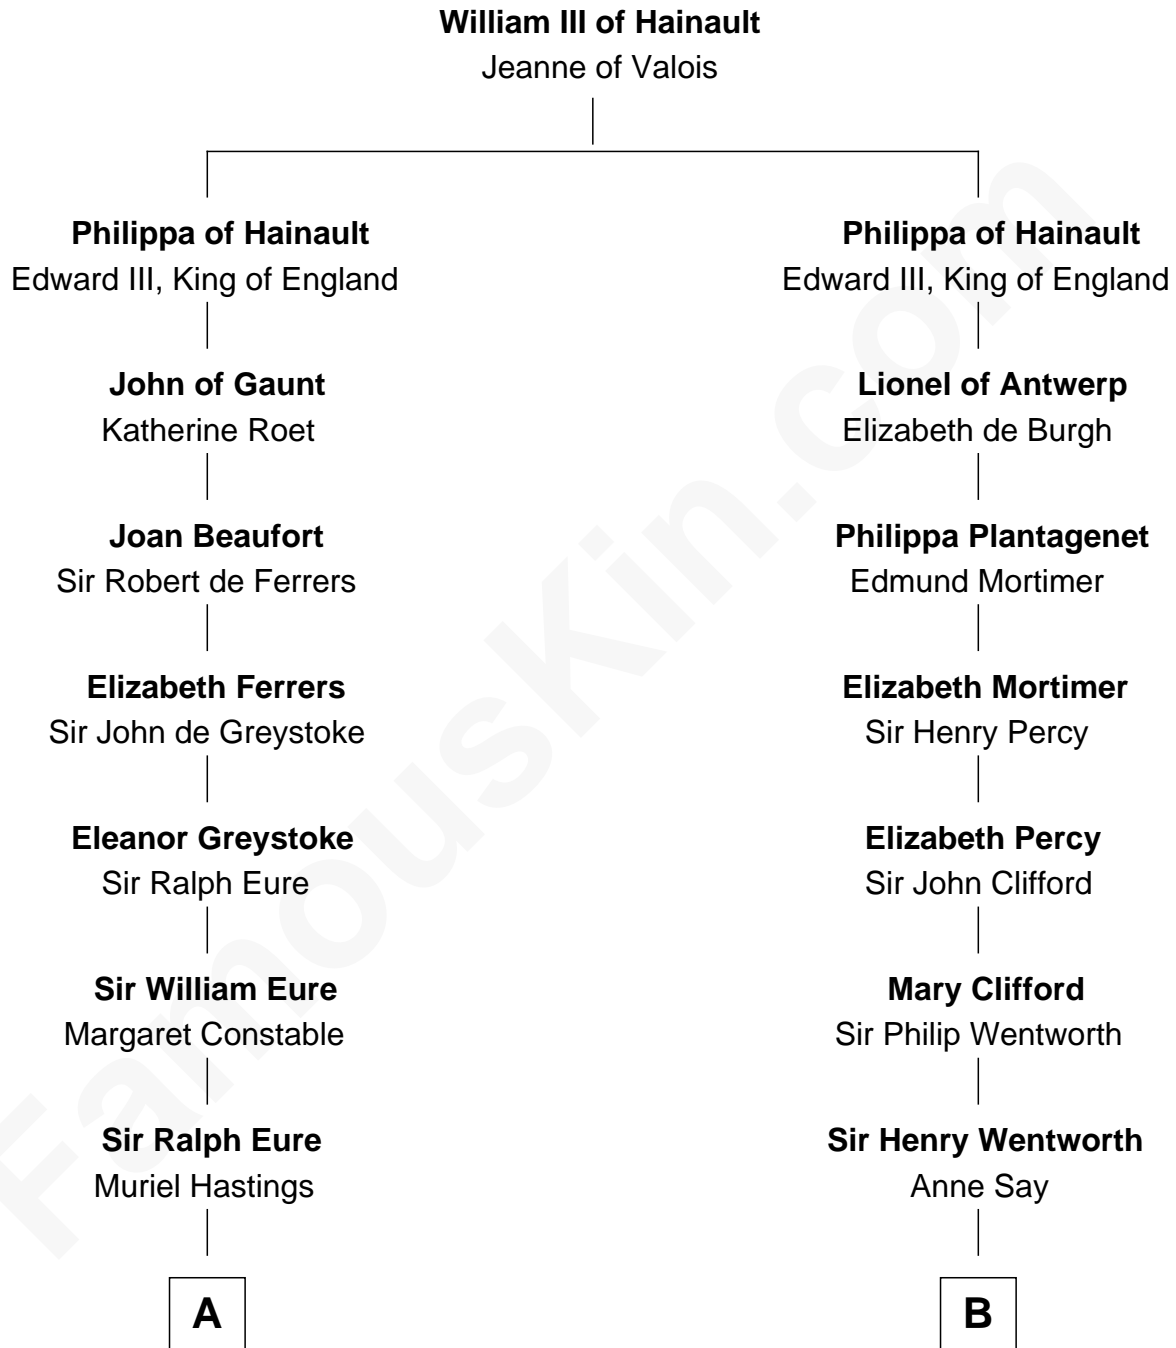 William III of Hainault
Jeanne of Valois
Philippa of Hainault
Edward III, King of England
John of Gaunt
Katherine Roet
Joan Beaufort
Sir Robert de Ferrers
Elizabeth Ferrers
Sir John de Greystoke
Eleanor Greystoke
Sir Ralph Eure
Sir William Eure
Margaret Constable
Sir Ralph Eure
Muriel Hastings
A
Philippa of Hainault
Edward III, King of England
Lionel of Antwerp
Elizabeth de Burgh
Philippa Plantagenet
Edmund Mortimer
Elizabeth Mortimer
Sir Henry Percy
Elizabeth Percy
Sir John Clifford
Mary Clifford
Sir Philip Wentworth
Sir Henry Wentworth
Anne Say
B
FamousKin.com